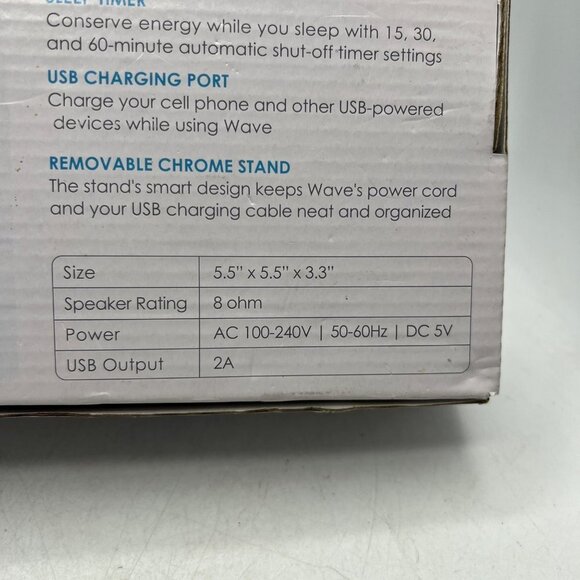 SLEEP TIMER
Conserve energy while you sleep with 15, 30,
and 60-minute automatic shut-off timer settings
USB CHARGING PORT
Charge your cell phone and other USB-powered
devices while using Wave
REMOVABLE CHROME STAND
The stand's smart design keeps Wave's power cord
and your USB charging cable neat and organized
Size 5.5" x 5.5" x 3.3"
Speaker Rating 8 ohm
Power AC 100-240V | 50-60Hz | DC 5V
USB Output 2A